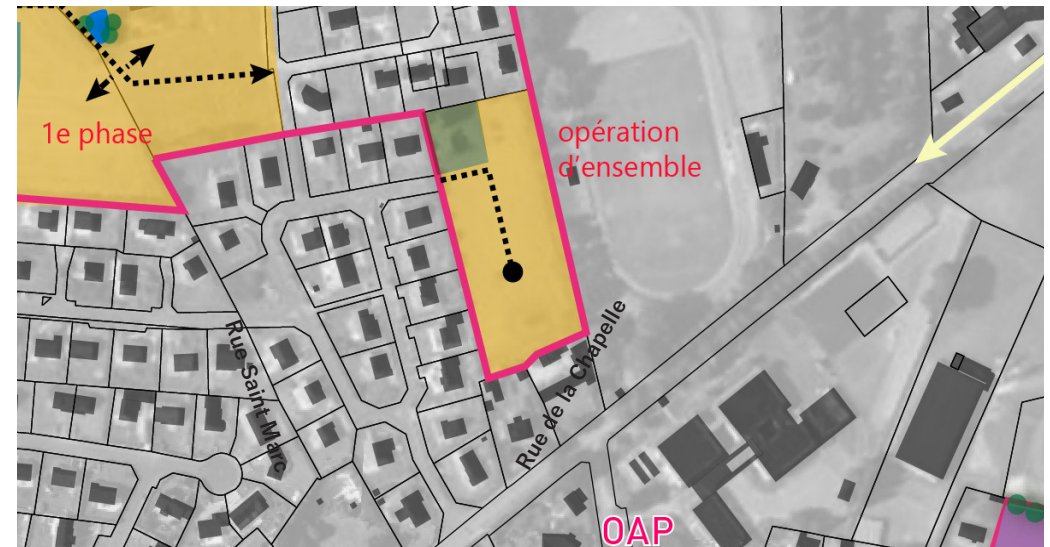 1e phase
opération
d'ensemble
Rue Saint Marc
Rue de la Chapelle
OAP